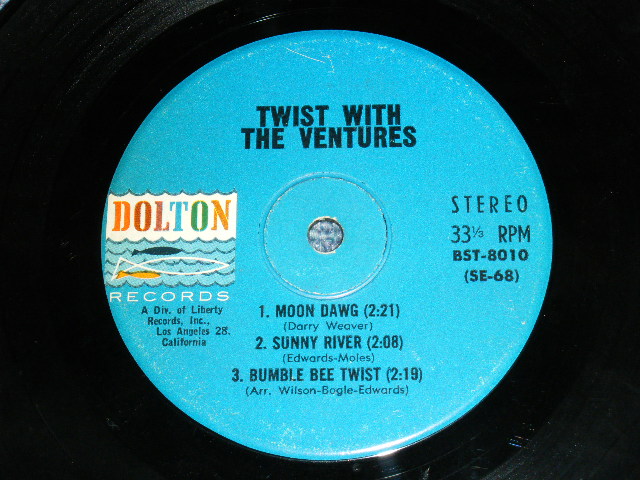 TWIST WITH
THE VENTURES
DOLTON
RECORDS
A Div. of Liberty
Records, Inc.,
Los Angeles 28,
California
STEREO
33⅓ RPM
BST-8010
(SE-68)
1. MOON DAWG (2:21)
(Darry Weaver)
2. SUNNY RIVER (2:08)
(Edwards-Moles)
3. BUMBLE BEE TWIST (2:19)
(Arr. Wilson-Bogle-Edwards)